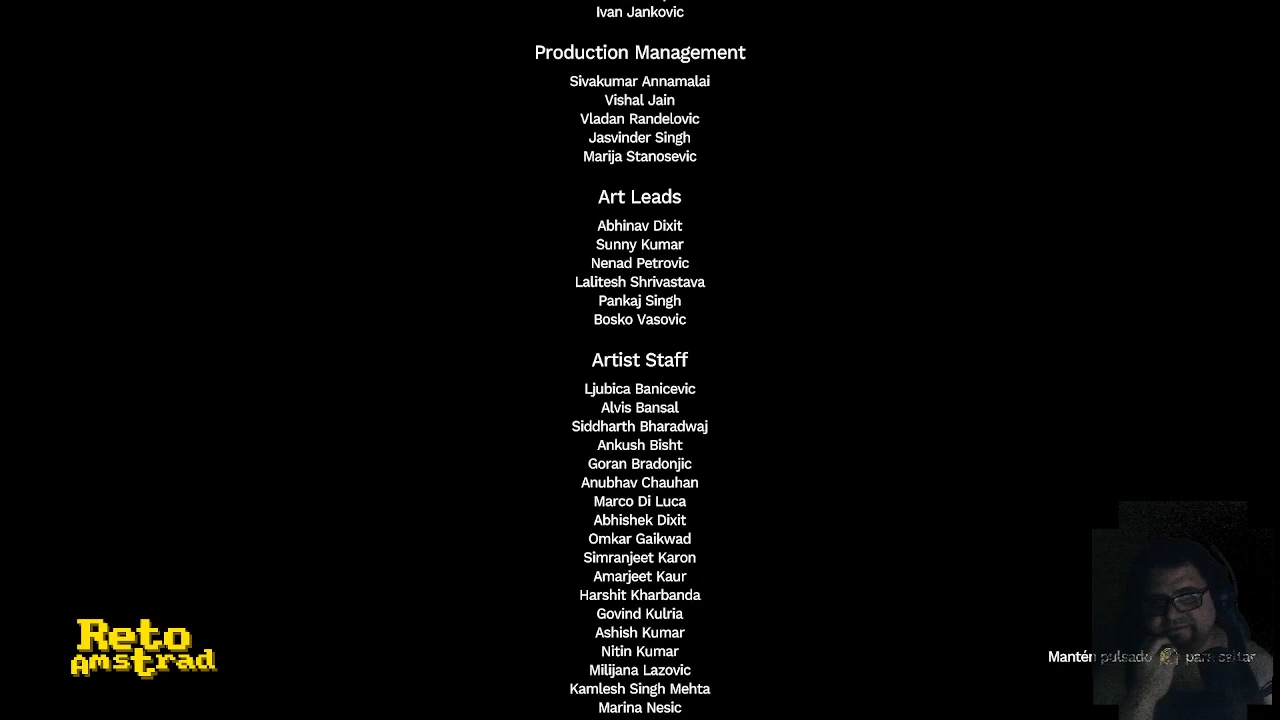 Ivan Jankovic
Production Management
Sivakumar Annamalai
Vishal Jain
Vladan Randelovic
Jasvinder Singh
Marija Stanosevic
Art Leads
Abhinav Dixit
Sunny Kumar
Nenad Petrovic
Lalitesh Shrivastava
Pankaj Singh
Bosko Vasovic
Artist Staff
Ljubica Banicevic
Alvis Bansal
Siddharth Bharadwaj
Ankush Bisht
Goran Bradonjic
Anubhav Chauhan
Marco Di Luca
Abhishek Dixit
Omkar Gaikwad
Simranjeet Karon
Amarjeet Kaur
Harshit Kharbanda
Govind Kulria
Ashish Kumar
Nitin Kumar
Milijana Lazovic
Kamlesh Singh Mehta
Marina Nesic
Reto
Amstrad
Mantén pulsado para saltar